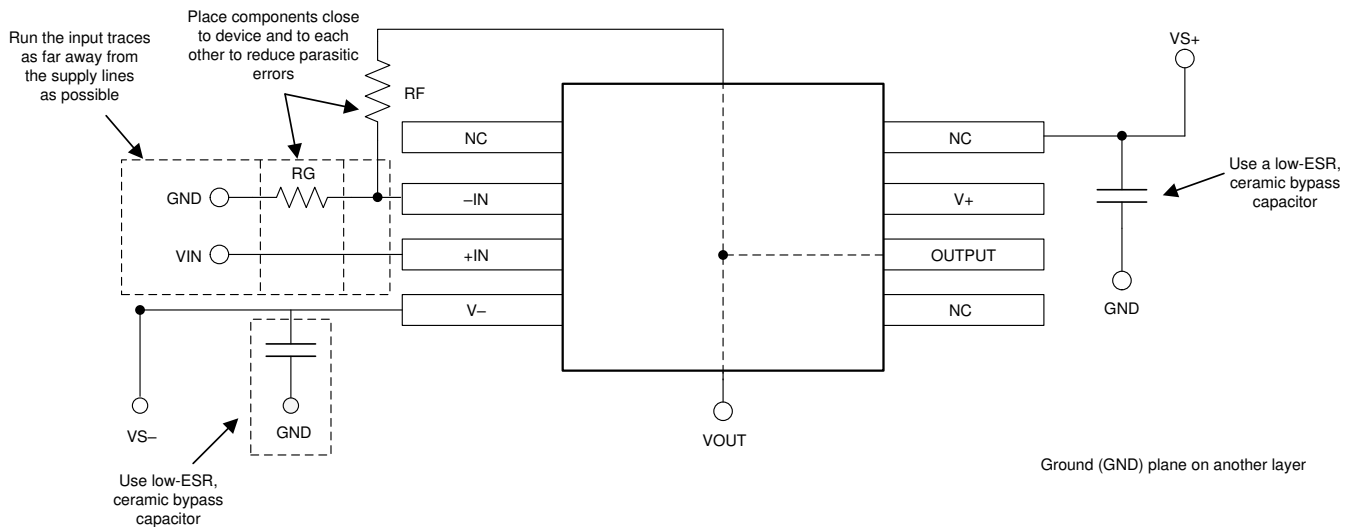 Run the input traces
as far away from
the supply lines
as possible
Place components close
to device and to each
other to reduce parasitic
errors
RF
RG
GND
VIN
NC
–IN
+IN
V–
NC
V+
OUTPUT
NC
VS+
Use a low-ESR,
ceramic bypass
capacitor
GND
VS–
GND
Use low-ESR,
ceramic bypass
capacitor
VOUT
Ground (GND) plane on another layer